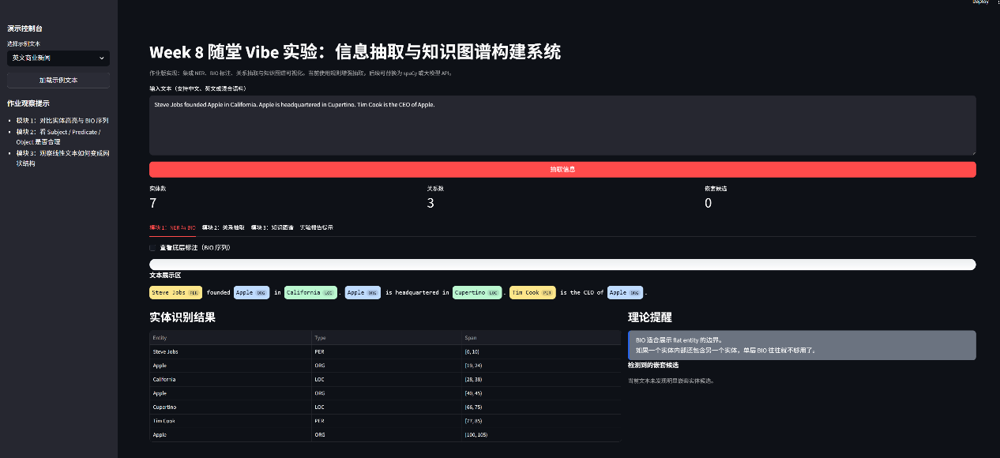 Deploy
演示控制台
选择示例文本
英文商业新闻
加载示例文本
作业观察提示
模块 1：对比实体高亮与 BIO 序列
模块 2：看 Subject / Predicate /
Object 是否合理
模块 3：观察线性文本如何变成网
状结构
Week 8 随堂 Vibe 实验：信息抽取与知识图谱构建系统
作业版实现：集成 NER、BIO 标注、关系抽取与知识图谱可视化。当前使用规则增强抽取，后续可替换为 spaCy 或大模型 API。
输入文本（支持中文、英文或混合语料）
Steve Jobs founded Apple in California. Apple is headquartered in Cupertino. Tim Cook is the CEO of Apple.
抽取信息
实体数 关系数 嵌套候选
7 3 0
模块 1：NER 与 BIO 模块 2：关系抽取 模块 3：知识图谱 实验报告提示
查看底层标注（BIO 序列）
文本展示区
Steve Jobs PER founded Apple ORG in California LOC . Apple ORG is headquartered in Cupertino LOC . Tim Cook PER is the CEO of Apple ORG .
实体识别结果
Entity Type Span
Steve Jobs PER [0, 10)
Apple ORG [19, 24)
California LOC [28, 38)
Apple ORG [40, 45)
Cupertino LOC [66, 75)
Tim Cook PER [77, 85)
Apple ORG [100, 105)
理论提醒
BIO 适合展示 flat entity 的边界。
如果一个实体内部还包含另一个实体，单层 BIO 往往就不够用了。
检测到的嵌套候选
当前文本未发现明显嵌套实体候选。